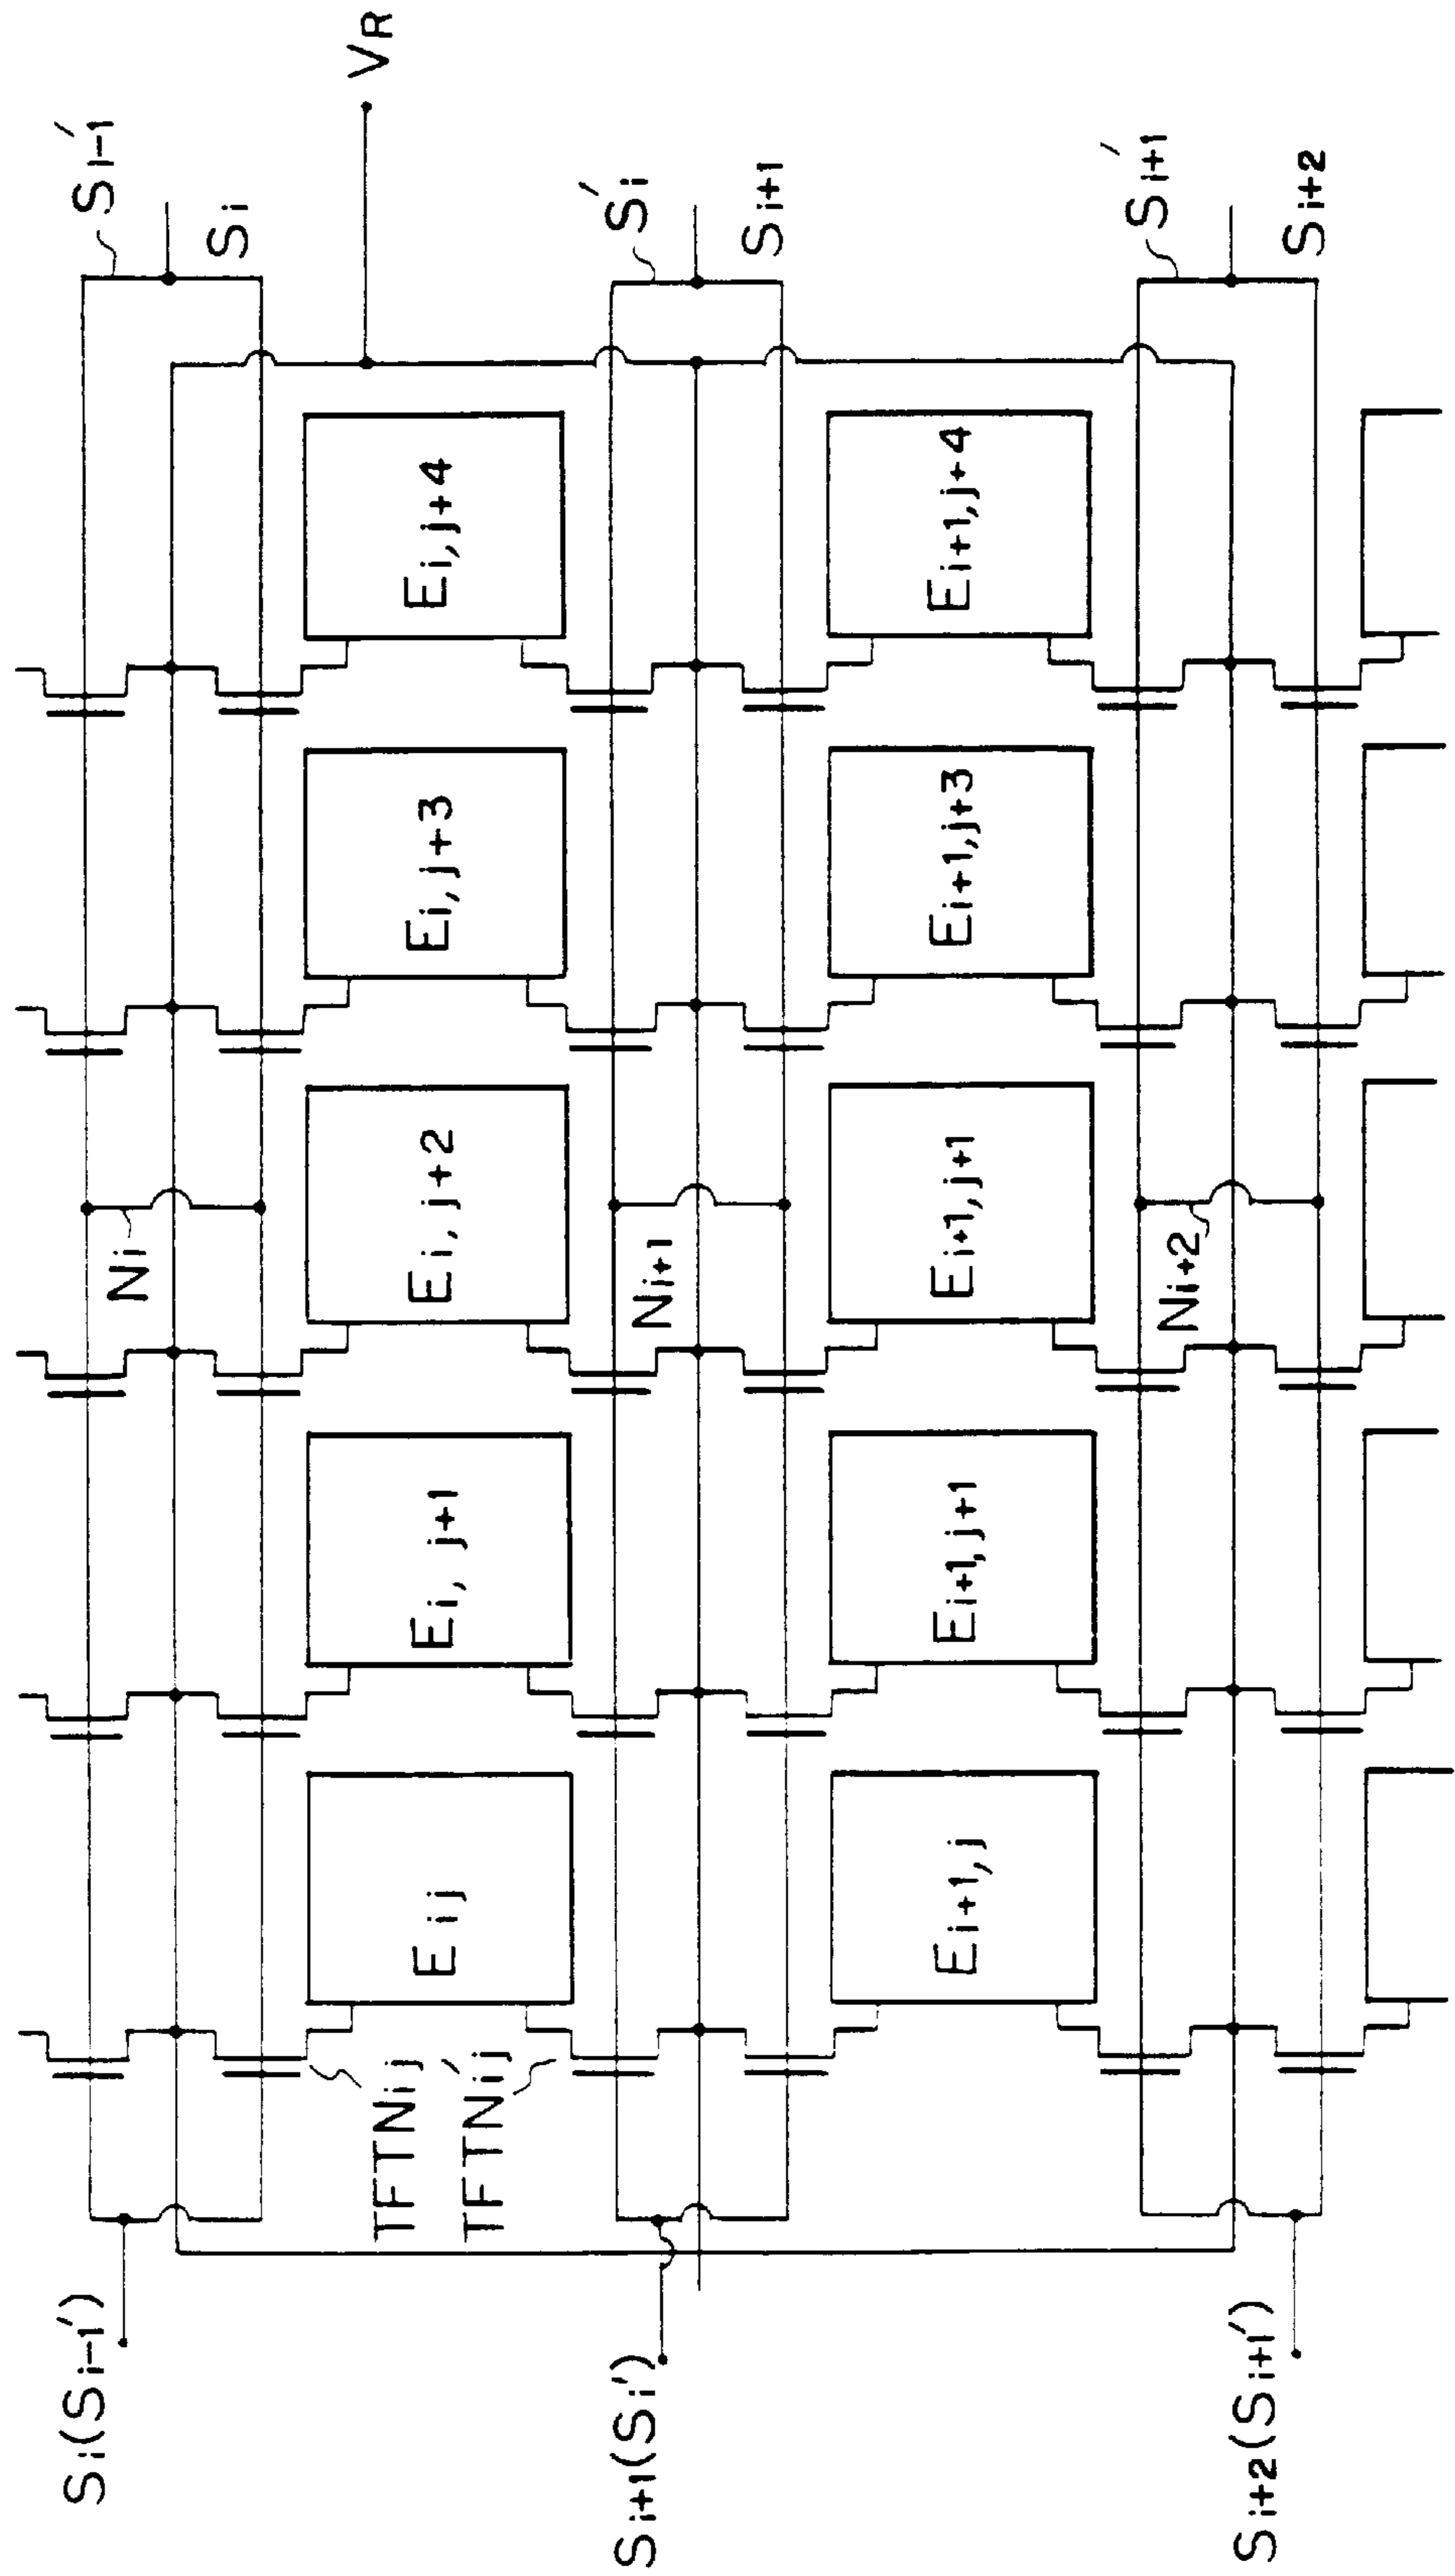 Si(Si−1′)
Ni
Si−1′
Si
VR
TFTNij
TFTN′ij
Eij
Ei, j+1
Ei, j+2
Ei, j+3
Ei, j+4
Si+1(Si′)
Ni+1
S′i
Si+1
Ei+1, j
Ei+1, j+1
Ei+1, j+1
Ei+1, j+3
Ei+1, j+4
Si+2(Si+1′)
Ni+2
S′i+1
Si+2